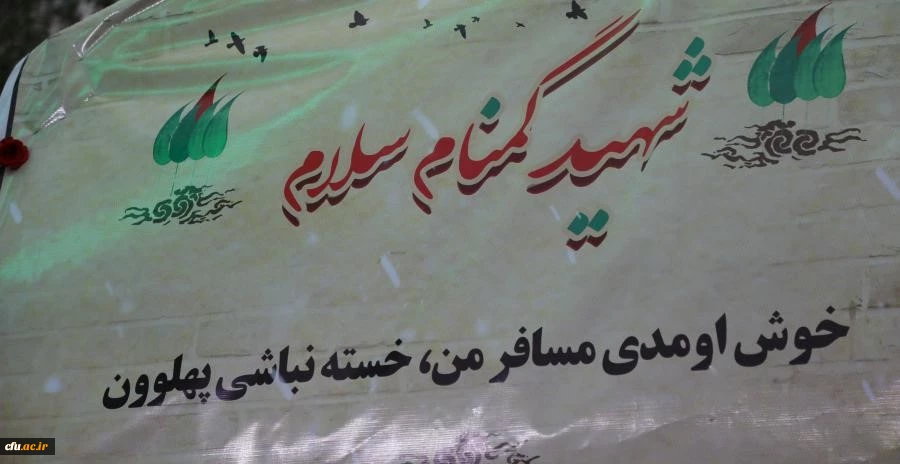 شهید گمنام سلام
خوش اومدی مسافر من، خسته نباشی پهلوون
cfu.ac.ir